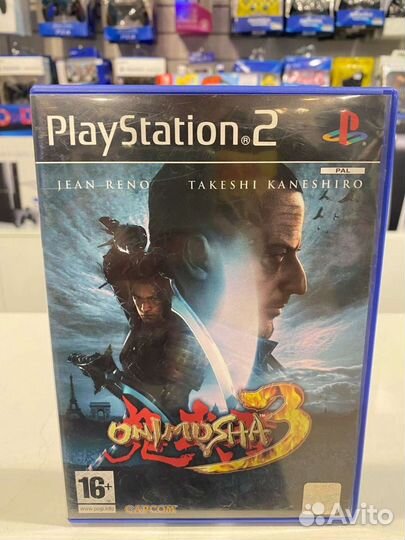 PlayStation®2
PAL
JEAN RENO TAKESHI KANESHIRO
ONIMUSHA 3
16+
www.pegi.info
CAPCOM
Avito